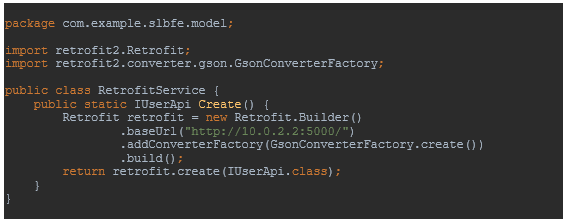 package com.example.slbfe.model;
import retrofit2.Retrofit;
import retrofit2.converter.gson.GsonConverterFactory;
public class RetrofitService {
public static IUserApi Create() {
Retrofit retrofit = new Retrofit.Builder()
.baseUrl("http://10.0.2.2:5000/")
.addConverterFactory(GsonConverterFactory.create())
.build();
return retrofit.create(IUserApi.class);
}
}